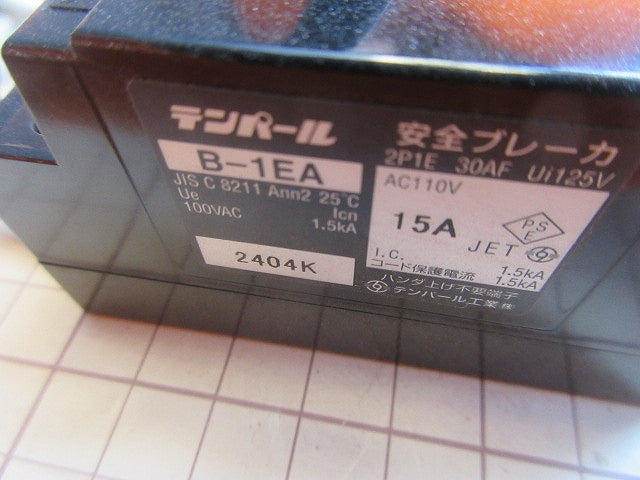 テンパール
安全ブレーカ
B-1EA
2P1E 30AF Ui125V
JIS C 8211 Ann2 25℃
Ue Icn
100VAC 1.5kA
2404K
AC110V
15A
PS
E
JET
I.C. 1.5kA
コード保護電流 1.5kA
ハンダ上げ不要端子
テンパール工業㈱